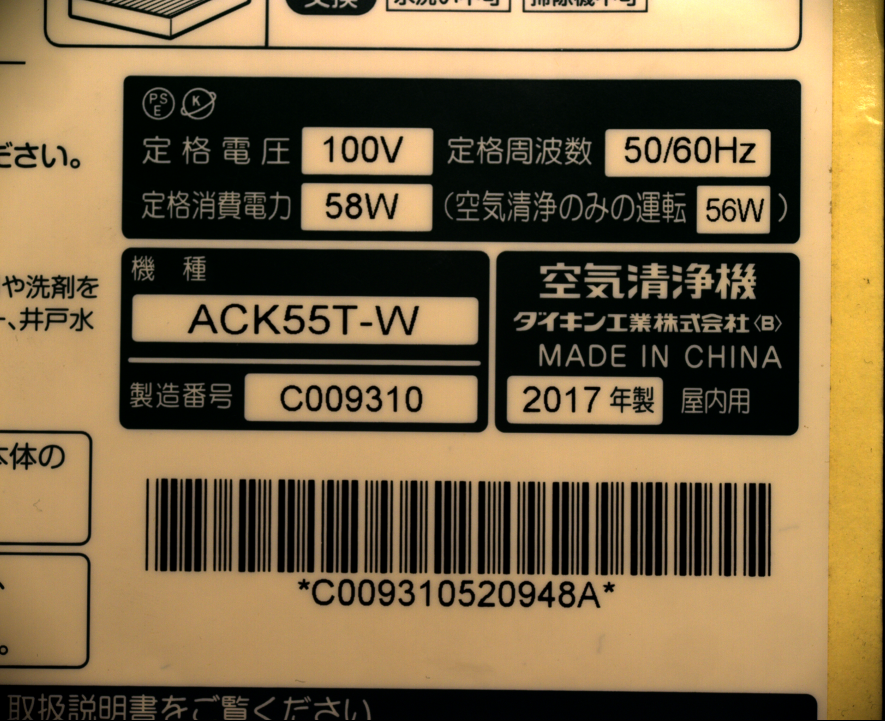 ださい。
や洗剤を
、井戸水
体の
PS
E
K
定格電圧 100V 定格周波数 50/60Hz
定格消費電力 58W （空気清浄のみの運転 56W）
機 種
ACK55T-W
製造番号 C009310
空気清浄機
ダイキン工業株式会社〈B〉
MADE IN CHINA
2017 年製 屋内用
*C009310520948A*
取扱説明書をご覧ください